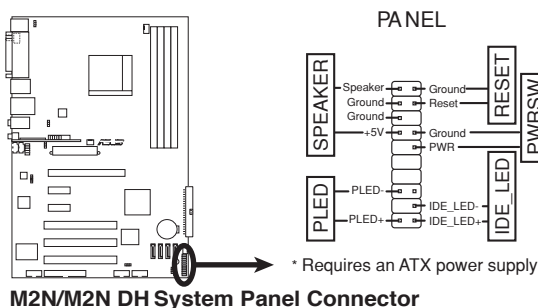 PANEL
SPEAKER
Speaker
Ground
Ground
+5V
Ground
Reset
Ground
PWR
RESET
PWRSW
PLED
PLED-
PLED+
IDE_LED-
IDE_LED+
IDE_LED
* Requires an ATX power supply
M2N/M2N DH System Panel Connector